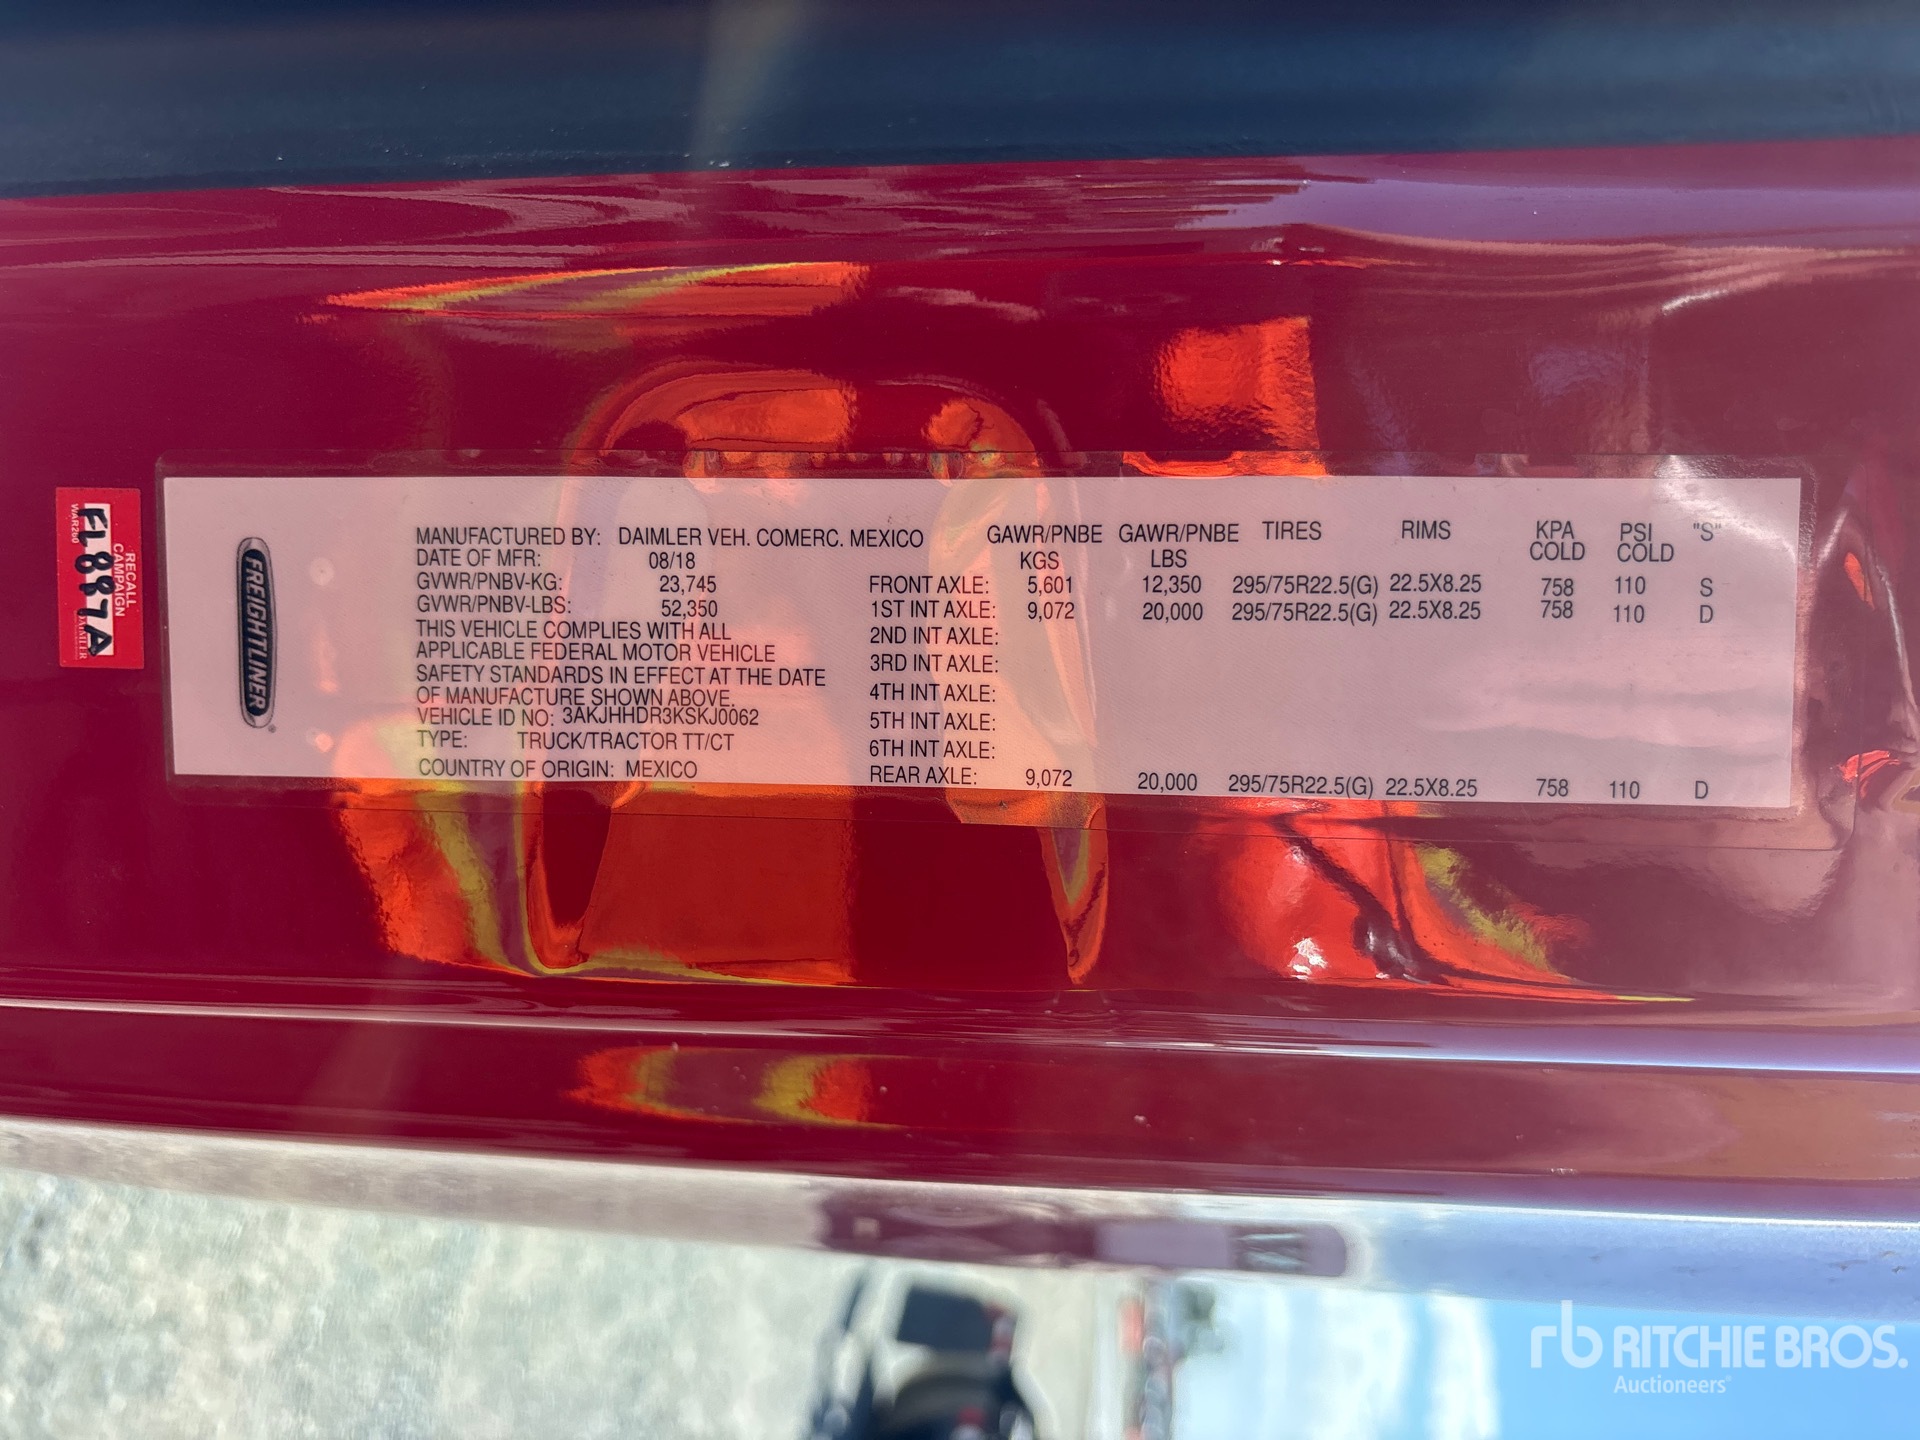 RECALL
CAMPAIGN
FL887A
WAR260
DAIMLER
FREIGHTLINER
®
MANUFACTURED BY: DAIMLER VEH. COMERC. MEXICO
DATE OF MFR: 08/18
GVWR/PNBV-KG: 23,745
GVWR/PNBV-LBS: 52,350
THIS VEHICLE COMPLIES WITH ALL
APPLICABLE FEDERAL MOTOR VEHICLE
SAFETY STANDARDS IN EFFECT AT THE DATE
OF MANUFACTURE SHOWN ABOVE.
VEHICLE ID NO: 3AKJHHDR3KSKJ0062
TYPE: TRUCK/TRACTOR TT/CT
COUNTRY OF ORIGIN: MEXICO
GAWR/PNBE KGS GAWR/PNBE LBS TIRES RIMS KPA COLD PSI COLD "S"
FRONT AXLE: 5,601 12,350 295/75R22.5(G) 22.5X8.25 758 110 S
1ST INT AXLE: 9,072 20,000 295/75R22.5(G) 22.5X8.25 758 110 D
2ND INT AXLE:
3RD INT AXLE:
4TH INT AXLE:
5TH INT AXLE:
6TH INT AXLE:
REAR AXLE: 9,072 20,000 295/75R22.5(G) 22.5X8.25 758 110 D
rb RITCHIE BROS.
Auctioneers